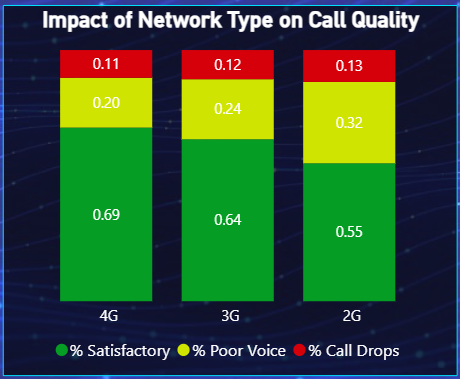 Impact of Network Type on Call Quality
0.11 0.12 0.13
0.20 0.24 0.32
0.69 0.64 0.55
4G 3G 2G
% Satisfactory % Poor Voice % Call Drops